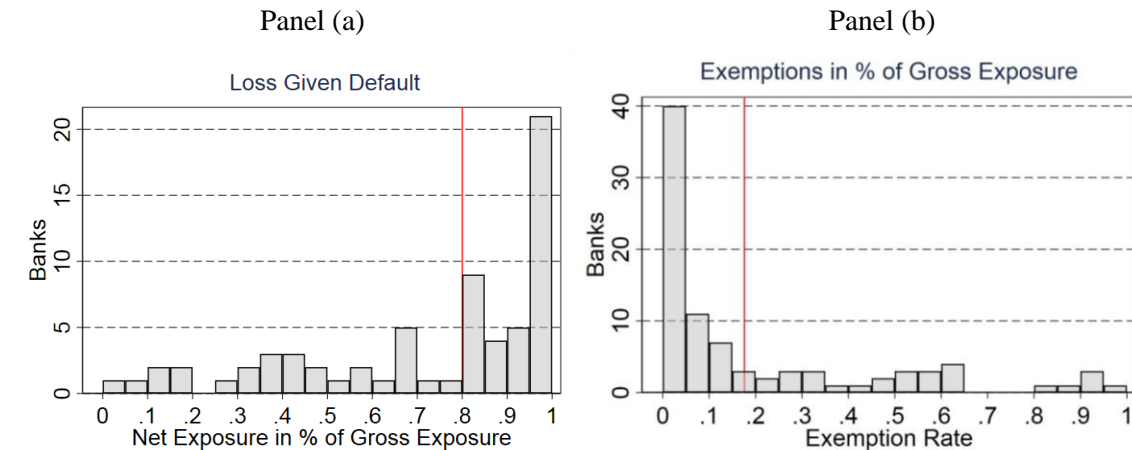 Panel (a)
Loss Given Default
20
15
10
5
0
Banks
0 .1 .2 .3 .4 .5 .6 .7 .8 .9 1
Net Exposure in % of Gross Exposure
Panel (b)
Exemptions in % of Gross Exposure
40
30
20
10
0
Banks
0 .1 .2 .3 .4 .5 .6 .7 .8 .9 1
Exemption Rate